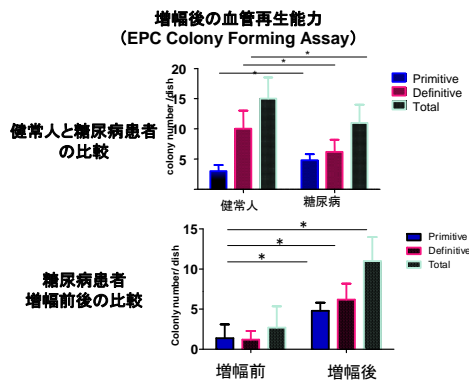 増幅後の血管再生能力
（EPC Colony Forming Assay）
健常人と糖尿病患者
の比較
colony number/dish
20
15
10
5
*
*
*
健常人
糖尿病
Primitive
Definitive
Total
糖尿病患者
増幅前後の比較
Colonly number/ dish
15
10
5
0
*
*
*
増幅前
増幅後
Primitive
Definitive
Total